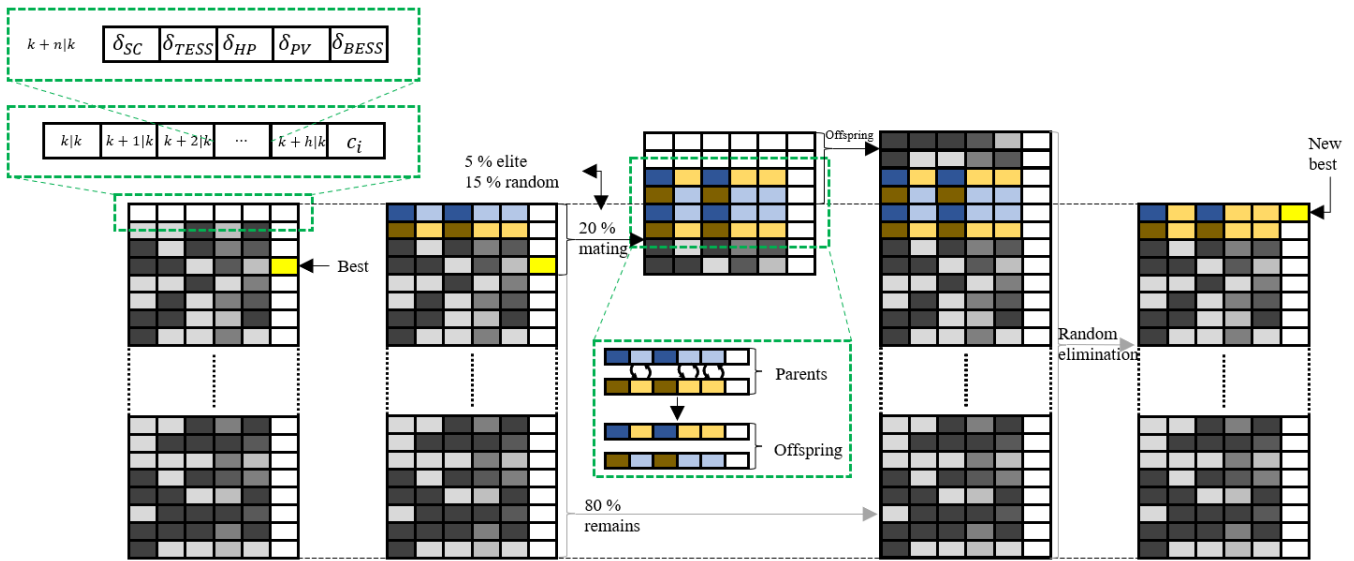 k + n|k δ_SC δ_TESS δ_HP δ_PV δ_BESS
k|k k + 1|k k + 2|k ⋯ k + h|k c_i
Best
5 % elite
15 % random
20 %
mating
Offspring
Parents
Offspring
80 %
remains
Random
elimination
New
best